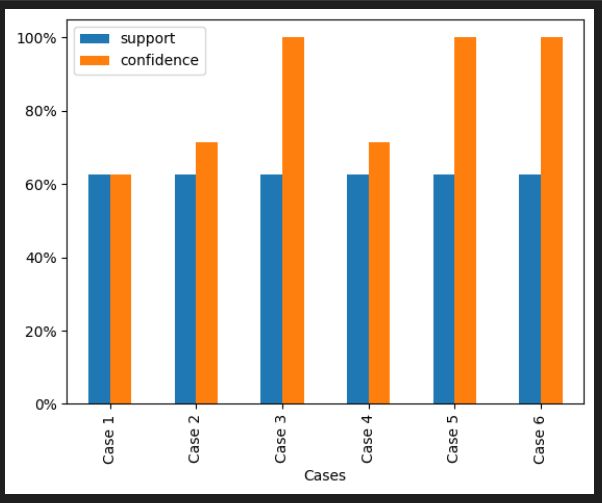 100%
80%
60%
40%
20%
0%
support
confidence
Case 1
Case 2
Case 3
Case 4
Case 5
Case 6
Cases